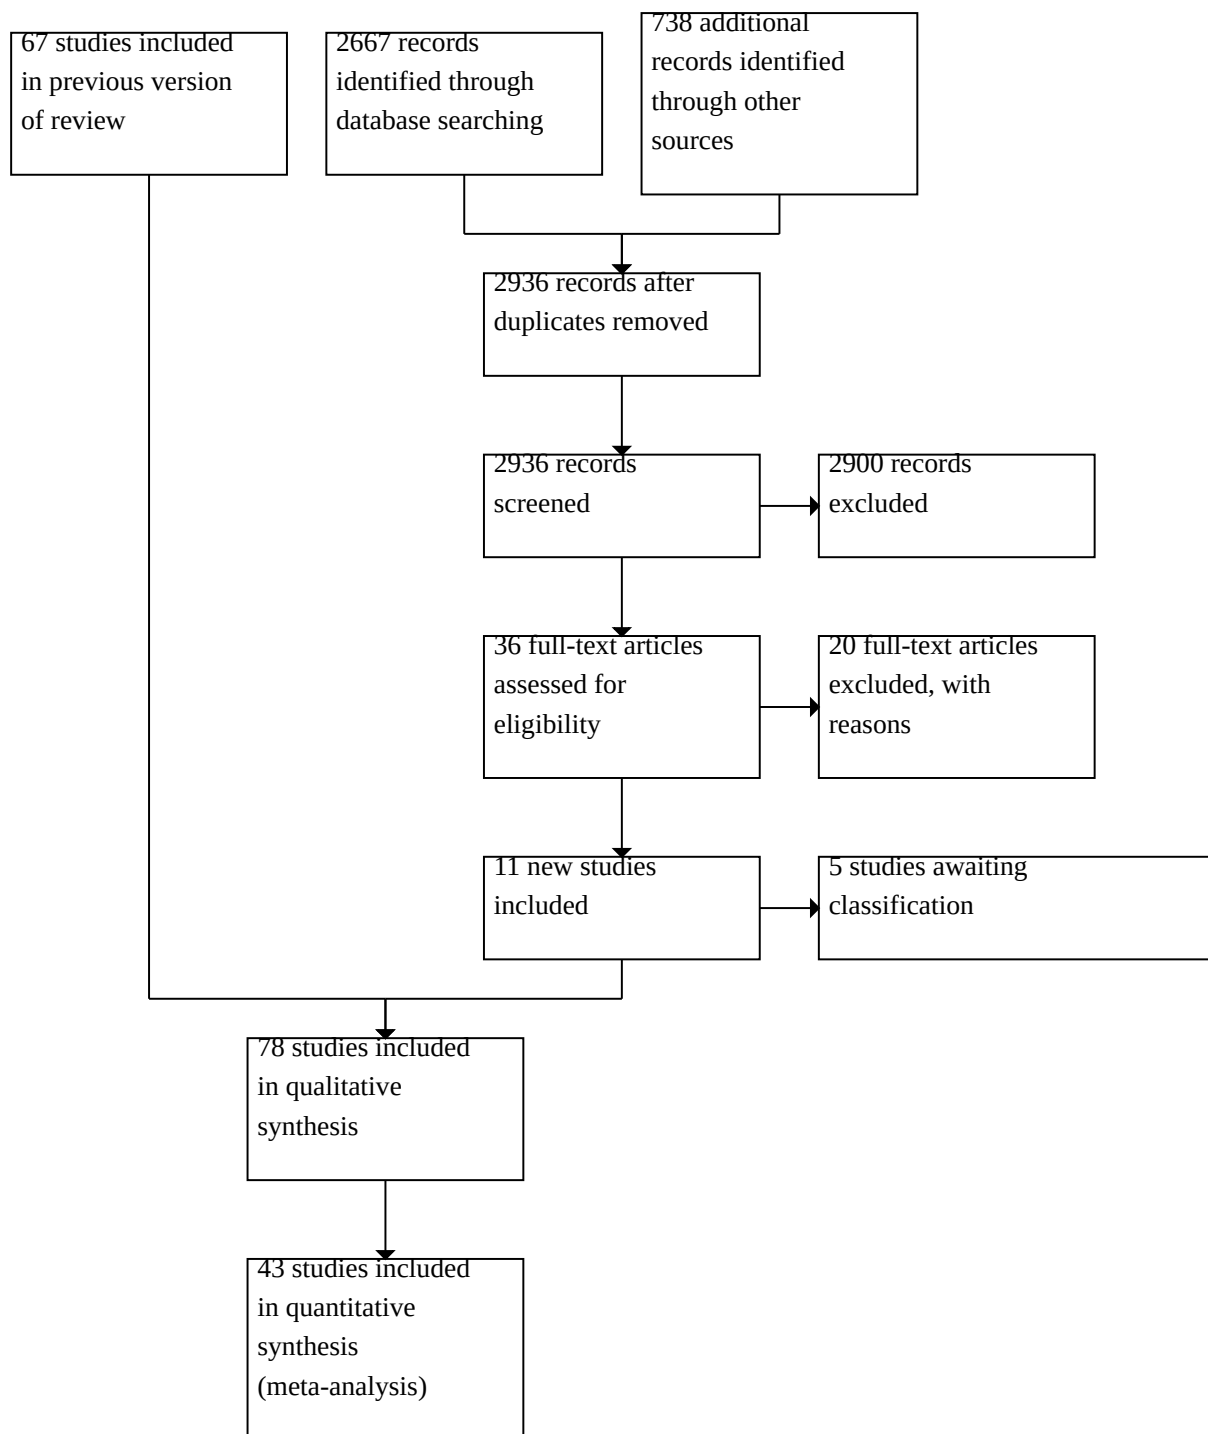 67 studies included
in previous version
of review
2667 records
identified through
database searching
738 additional
records identified
through other
sources
2936 records after
duplicates removed
2936 records
screened
2900 records
excluded
36 full-text articles
assessed for
eligibility
20 full-text articles
excluded, with
reasons
11 new studies
included
5 studies awaiting
classification
78 studies included
in qualitative
synthesis
43 studies included
in quantitative
synthesis
(meta-analysis)